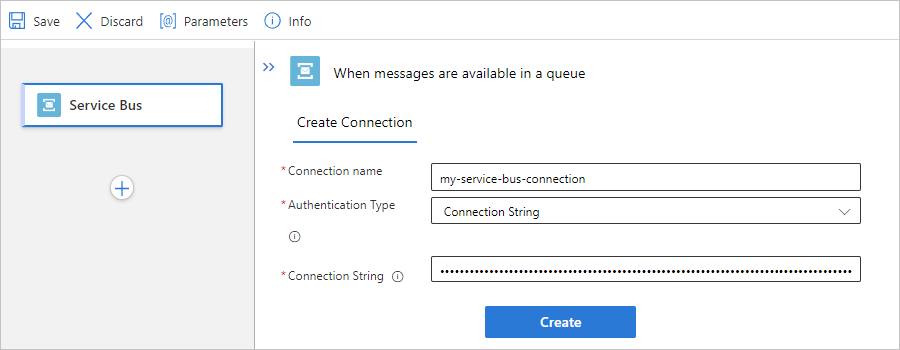 Save Discard [@] Parameters Info
Service Bus
When messages are available in a queue
Create Connection
* Connection name
my-service-bus-connection
* Authentication Type
Connection String
* Connection String
••••••••••••••••••••••••••••••••••••••••••••••••••••••••••••••••••••••••••••••••••••
Create